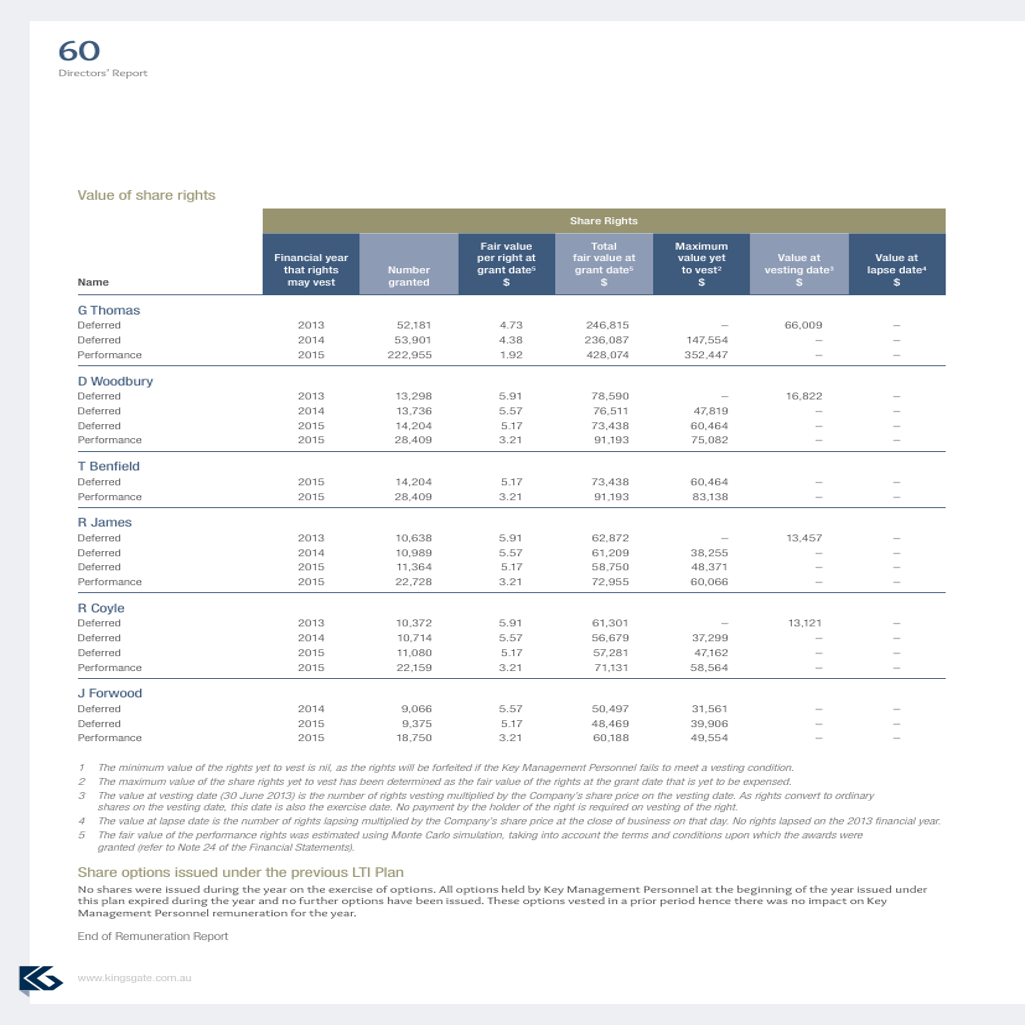 60
Directors' Report
Value of share rights
Share Rights
Name
Financial year that rights may vest
Number granted
Fair value per right at grant date5 $
Total fair value at grant date5 $
Maximum value yet to vest2 $
Value at vesting date3 $
Value at lapse date4 $
G Thomas
Deferred 2013 52,181 4.73 246,815 – 66,009 –
Deferred 2014 53,901 4.38 236,087 147,554 – –
Performance 2015 222,955 1.92 428,074 352,447 – –
D Woodbury
Deferred 2013 13,298 5.91 78,590 – 16,822 –
Deferred 2014 13,736 5.57 76,511 47,819 – –
Deferred 2015 14,204 5.17 73,438 60,464 – –
Performance 2015 28,409 3.21 91,193 75,082 – –
T Benfield
Deferred 2015 14,204 5.17 73,438 60,464 – –
Performance 2015 28,409 3.21 91,193 83,138 – –
R James
Deferred 2013 10,638 5.91 62,872 – 13,457 –
Deferred 2014 10,989 5.57 61,209 38,255 – –
Deferred 2015 11,364 5.17 58,750 48,371 – –
Performance 2015 22,728 3.21 72,955 60,066 – –
R Coyle
Deferred 2013 10,372 5.91 61,301 – 13,121 –
Deferred 2014 10,714 5.57 56,679 37,299 – –
Deferred 2015 11,080 5.17 57,281 47,162 – –
Performance 2015 22,159 3.21 71,131 58,564 – –
J Forwood
Deferred 2014 9,066 5.57 50,497 31,561 – –
Deferred 2015 9,375 5.17 48,469 39,906 – –
Performance 2015 18,750 3.21 60,188 49,554 – –
1 The minimum value of the rights yet to vest is nil, as the rights will be forfeited if the Key Management Personnel fails to meet a vesting condition.
2 The maximum value of the share rights yet to vest has been determined as the fair value of the rights at the grant date that is yet to be expensed.
3 The value at vesting date (30 June 2013) is the number of rights vesting multiplied by the Company's share price on the vesting date. As rights convert to ordinary
shares on the vesting date, this date is also the exercise date. No payment by the holder of the right is required on vesting of the right.
4 The value at lapse date is the number of rights lapsing multiplied by the Company's share price at the close of business on that day. No rights lapsed on the 2013 financial year.
5 The fair value of the performance rights was estimated using Monte Carlo simulation, taking into account the terms and conditions upon which the awards were
granted (refer to Note 24 of the Financial Statements).
Share options issued under the previous LTI Plan
No shares were issued during the year on the exercise of options. All options held by Key Management Personnel at the beginning of the year issued under
this plan expired during the year and no further options have been issued. These options vested in a prior period hence there was no impact on Key
Management Personnel remuneration for the year.
End of Remuneration Report
www.kingsgate.com.au